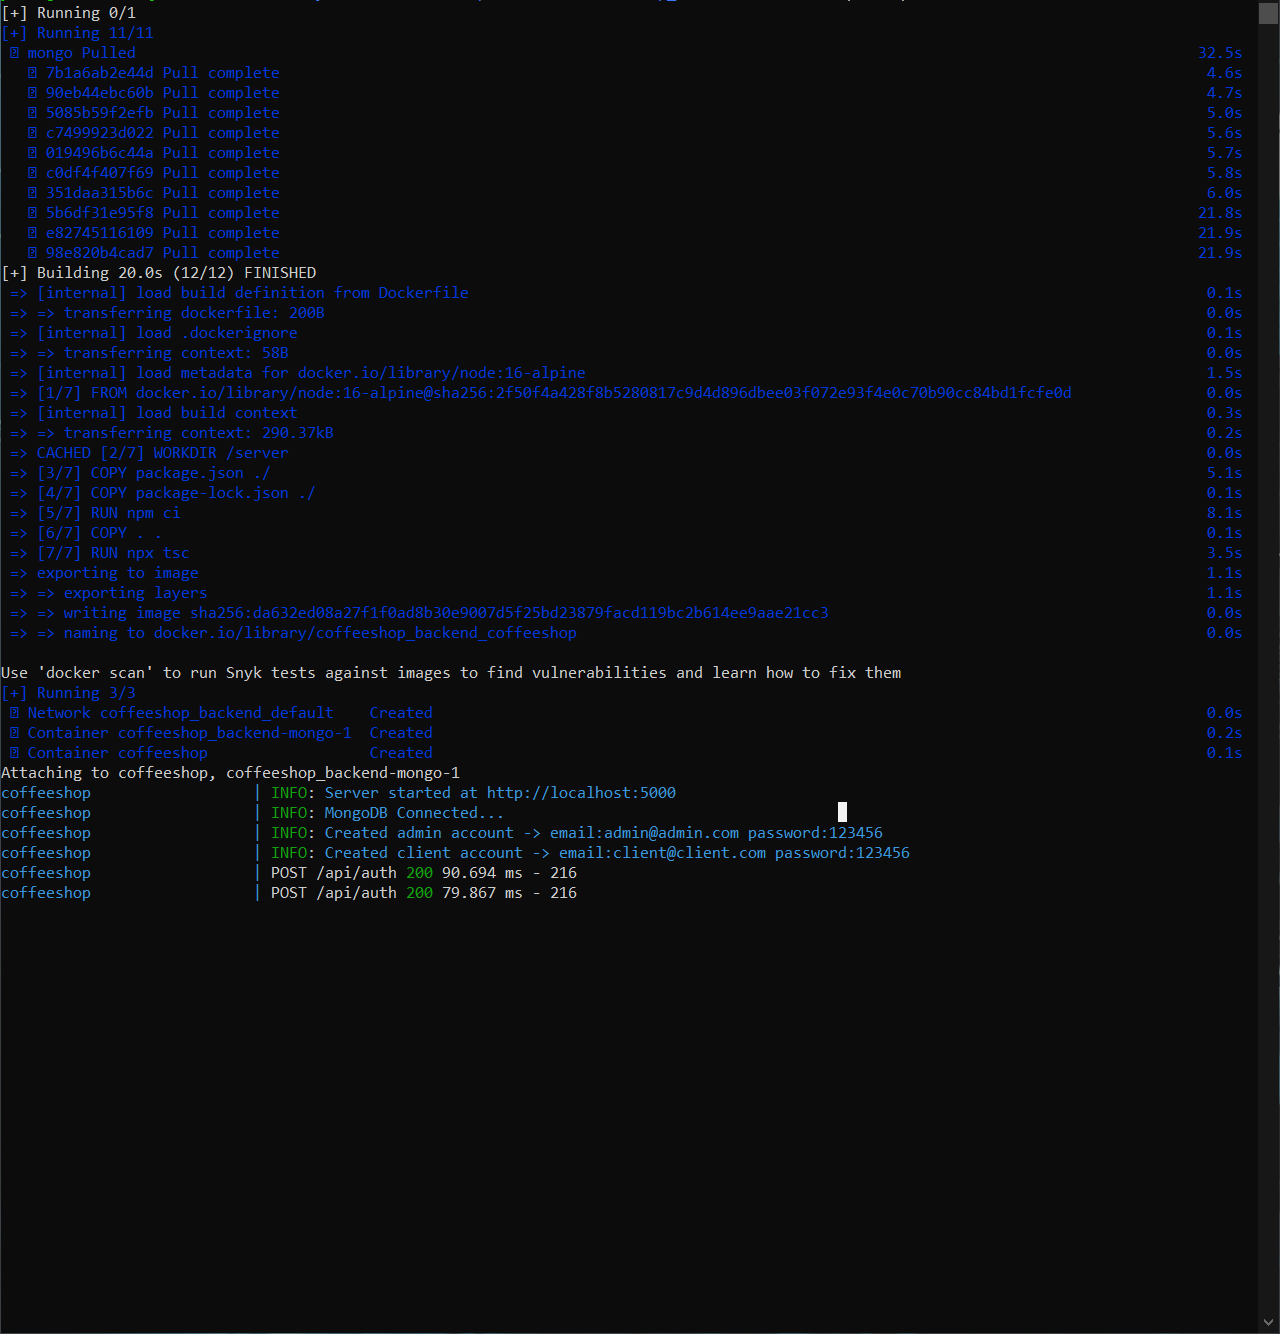 [+] Running 0/1
[+] Running 11/11
mongo Pulled 32.5s
7b1a6ab2e44d Pull complete 4.6s
90eb44ebc60b Pull complete 4.7s
5085b59f2efb Pull complete 5.0s
c7499923d022 Pull complete 5.6s
019496b6c44a Pull complete 5.7s
c0df4f407f69 Pull complete 5.8s
351daa315b6c Pull complete 6.0s
5b6df31e95f8 Pull complete 21.8s
e82745116109 Pull complete 21.9s
98e820b4cad7 Pull complete 21.9s
[+] Building 20.0s (12/12) FINISHED
=> [internal] load build definition from Dockerfile 0.1s
=> => transferring dockerfile: 200B 0.0s
=> [internal] load .dockerignore 0.1s
=> => transferring context: 58B 0.0s
=> [internal] load metadata for docker.io/library/node:16-alpine 1.5s
=> [1/7] FROM docker.io/library/node:16-alpine@sha256:2f50f4a428f8b5280817c9d4d896dbee03f072e93f4e0c70b90cc84bd1fcfe0d 0.0s
=> [internal] load build context 0.3s
=> => transferring context: 290.37kB 0.2s
=> CACHED [2/7] WORKDIR /server 0.0s
=> [3/7] COPY package.json ./ 5.1s
=> [4/7] COPY package-lock.json ./ 0.1s
=> [5/7] RUN npm ci 8.1s
=> [6/7] COPY . . 0.1s
=> [7/7] RUN npx tsc 3.5s
=> exporting to image 1.1s
=> => exporting layers 1.1s
=> => writing image sha256:da632ed08a27f1f0ad8b30e9007d5f25bd23879facd119bc2b614ee9aae21cc3 0.0s
=> => naming to docker.io/library/coffeeshop_backend_coffeeshop 0.0s
Use 'docker scan' to run Snyk tests against images to find vulnerabilities and learn how to fix them
[+] Running 3/3
Network coffeeshop_backend_default Created 0.0s
Container coffeeshop_backend-mongo-1 Created 0.2s
Container coffeeshop Created 0.1s
Attaching to coffeeshop, coffeeshop_backend-mongo-1
coffeeshop | INFO: Server started at http://localhost:5000
coffeeshop | INFO: MongoDB Connected...
coffeeshop | INFO: Created admin account -> email:admin@admin.com password:123456
coffeeshop | INFO: Created client account -> email:client@client.com password:123456
coffeeshop | POST /api/auth 200 90.694 ms - 216
coffeeshop | POST /api/auth 200 79.867 ms - 216